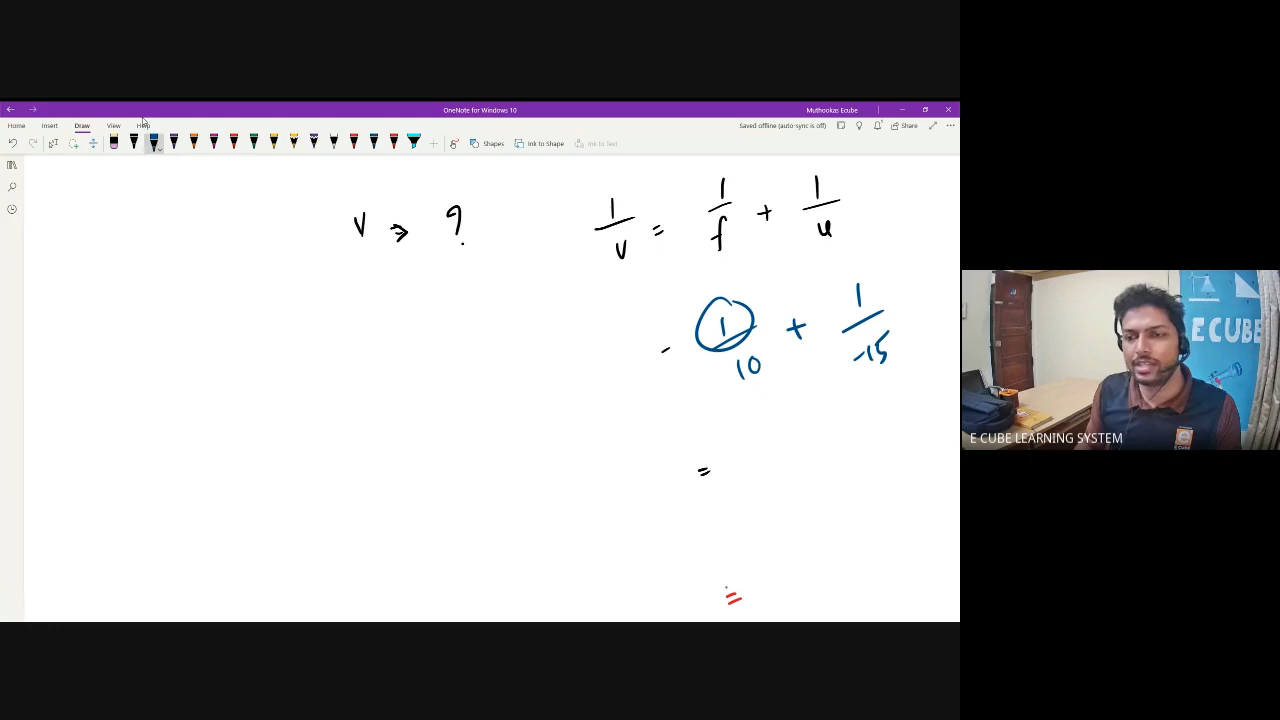 OneNote for Windows 10
Muthookas Ecube
Home Insert Draw View Help
Saved offline (auto-sync is off) Share
Shapes Ink to Shape Ink to Text
v → ? 1/v = 1/f + 1/u
- 1/10 + 1/-15
=
=
E CUBE
E CUBE LEARNING SYSTEM